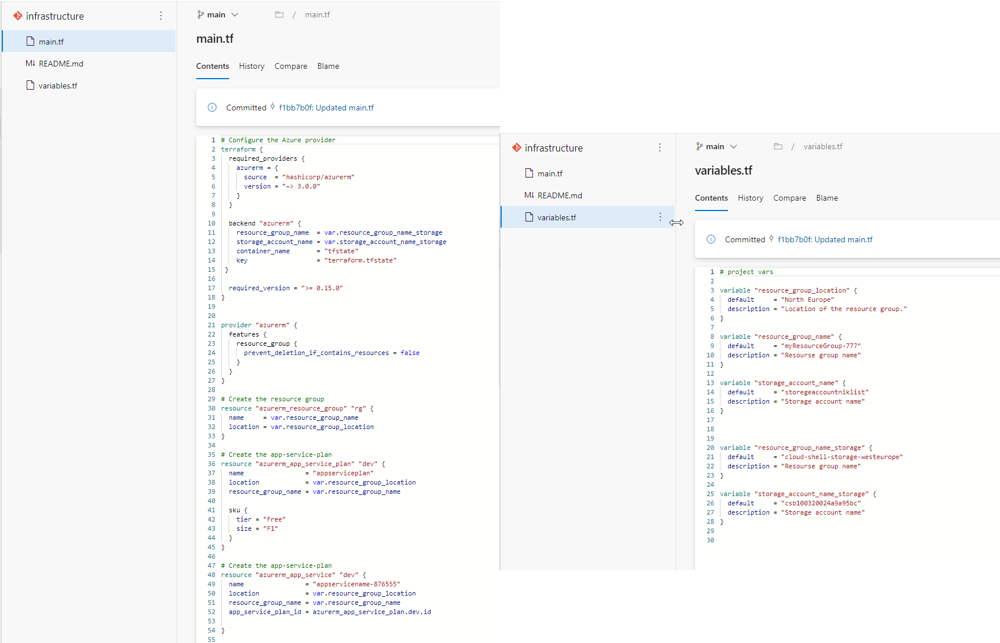 infrastructure
main.tf
README.md
variables.tf
main
/ main.tf
main.tf
Contents History Compare Blame
Committed f1bb7b0f: Updated main.tf
1 # Configure the Azure provider
2 terraform {
3   required_providers {
4     azurerm = {
5       source  = "hashicorp/azurerm"
6       version = "~> 3.0.0"
7     }
8   }
9
10   backend "azurerm" {
11     resource_group_name  = var.resource_group_name_storage
12     storage_account_name = var.storage_account_name_storage
13     container_name       = "tfstate"
14     key                  = "terraform.tfstate"
15  }
16
17   required_version = ">= 0.15.0"
18 }
19
20
21 provider "azurerm" {
22   features {
23     resource_group {
24       prevent_deletion_if_contains_resources = false
25     }
26   }
27 }
28
29 # Create the resource group
30 resource "azurerm_resource_group" "rg" {
31   name     = var.resource_group_name
32   location = var.resource_group_location
33 }
34
35 # Create the app-service-plan
36 resource "azurerm_app_service_plan" "dev" {
37   name                = "appserviceplan"
38   location            = var.resource_group_location
39   resource_group_name = var.resource_group_name
40
41   sku {
42     tier = "Free"
43     size = "F1"
44   }
45 }
46
47 # Create the app-service-plan
48 resource "azurerm_app_service" "dev" {
49   name                = "appservicename-876555"
50   location            = var.resource_group_location
51   resource_group_name = var.resource_group_name
52   app_service_plan_id = azurerm_app_service_plan.dev.id
53
54 }
55
infrastructure
main.tf
README.md
variables.tf
main
/ variables.tf
variables.tf
Contents History Compare Blame
Committed f1bb7b0f: Updated main.tf
1 # project vars
2
3 variable "resource_group_location" {
4   default     = "North Europe"
5   description = "Location of the resource group."
6 }
7
8 variable "resource_group_name" {
9   default     = "myResourceGroup-777"
10   description = "Resourse group name"
11 }
12
13 variable "storage_account_name" {
14   default     = "storegeaccountniklist"
15   description = "Storage account name"
16 }
17
18
19
20 variable "resource_group_name_storage" {
21   default     = "cloud-shell-storage-westeurope"
22   description = "Resourse group name"
23 }
24
25 variable "storage_account_name_storage" {
26   default     = "csb100320024a9a95bc"
27   description = "Storage account name"
28 }
29
30